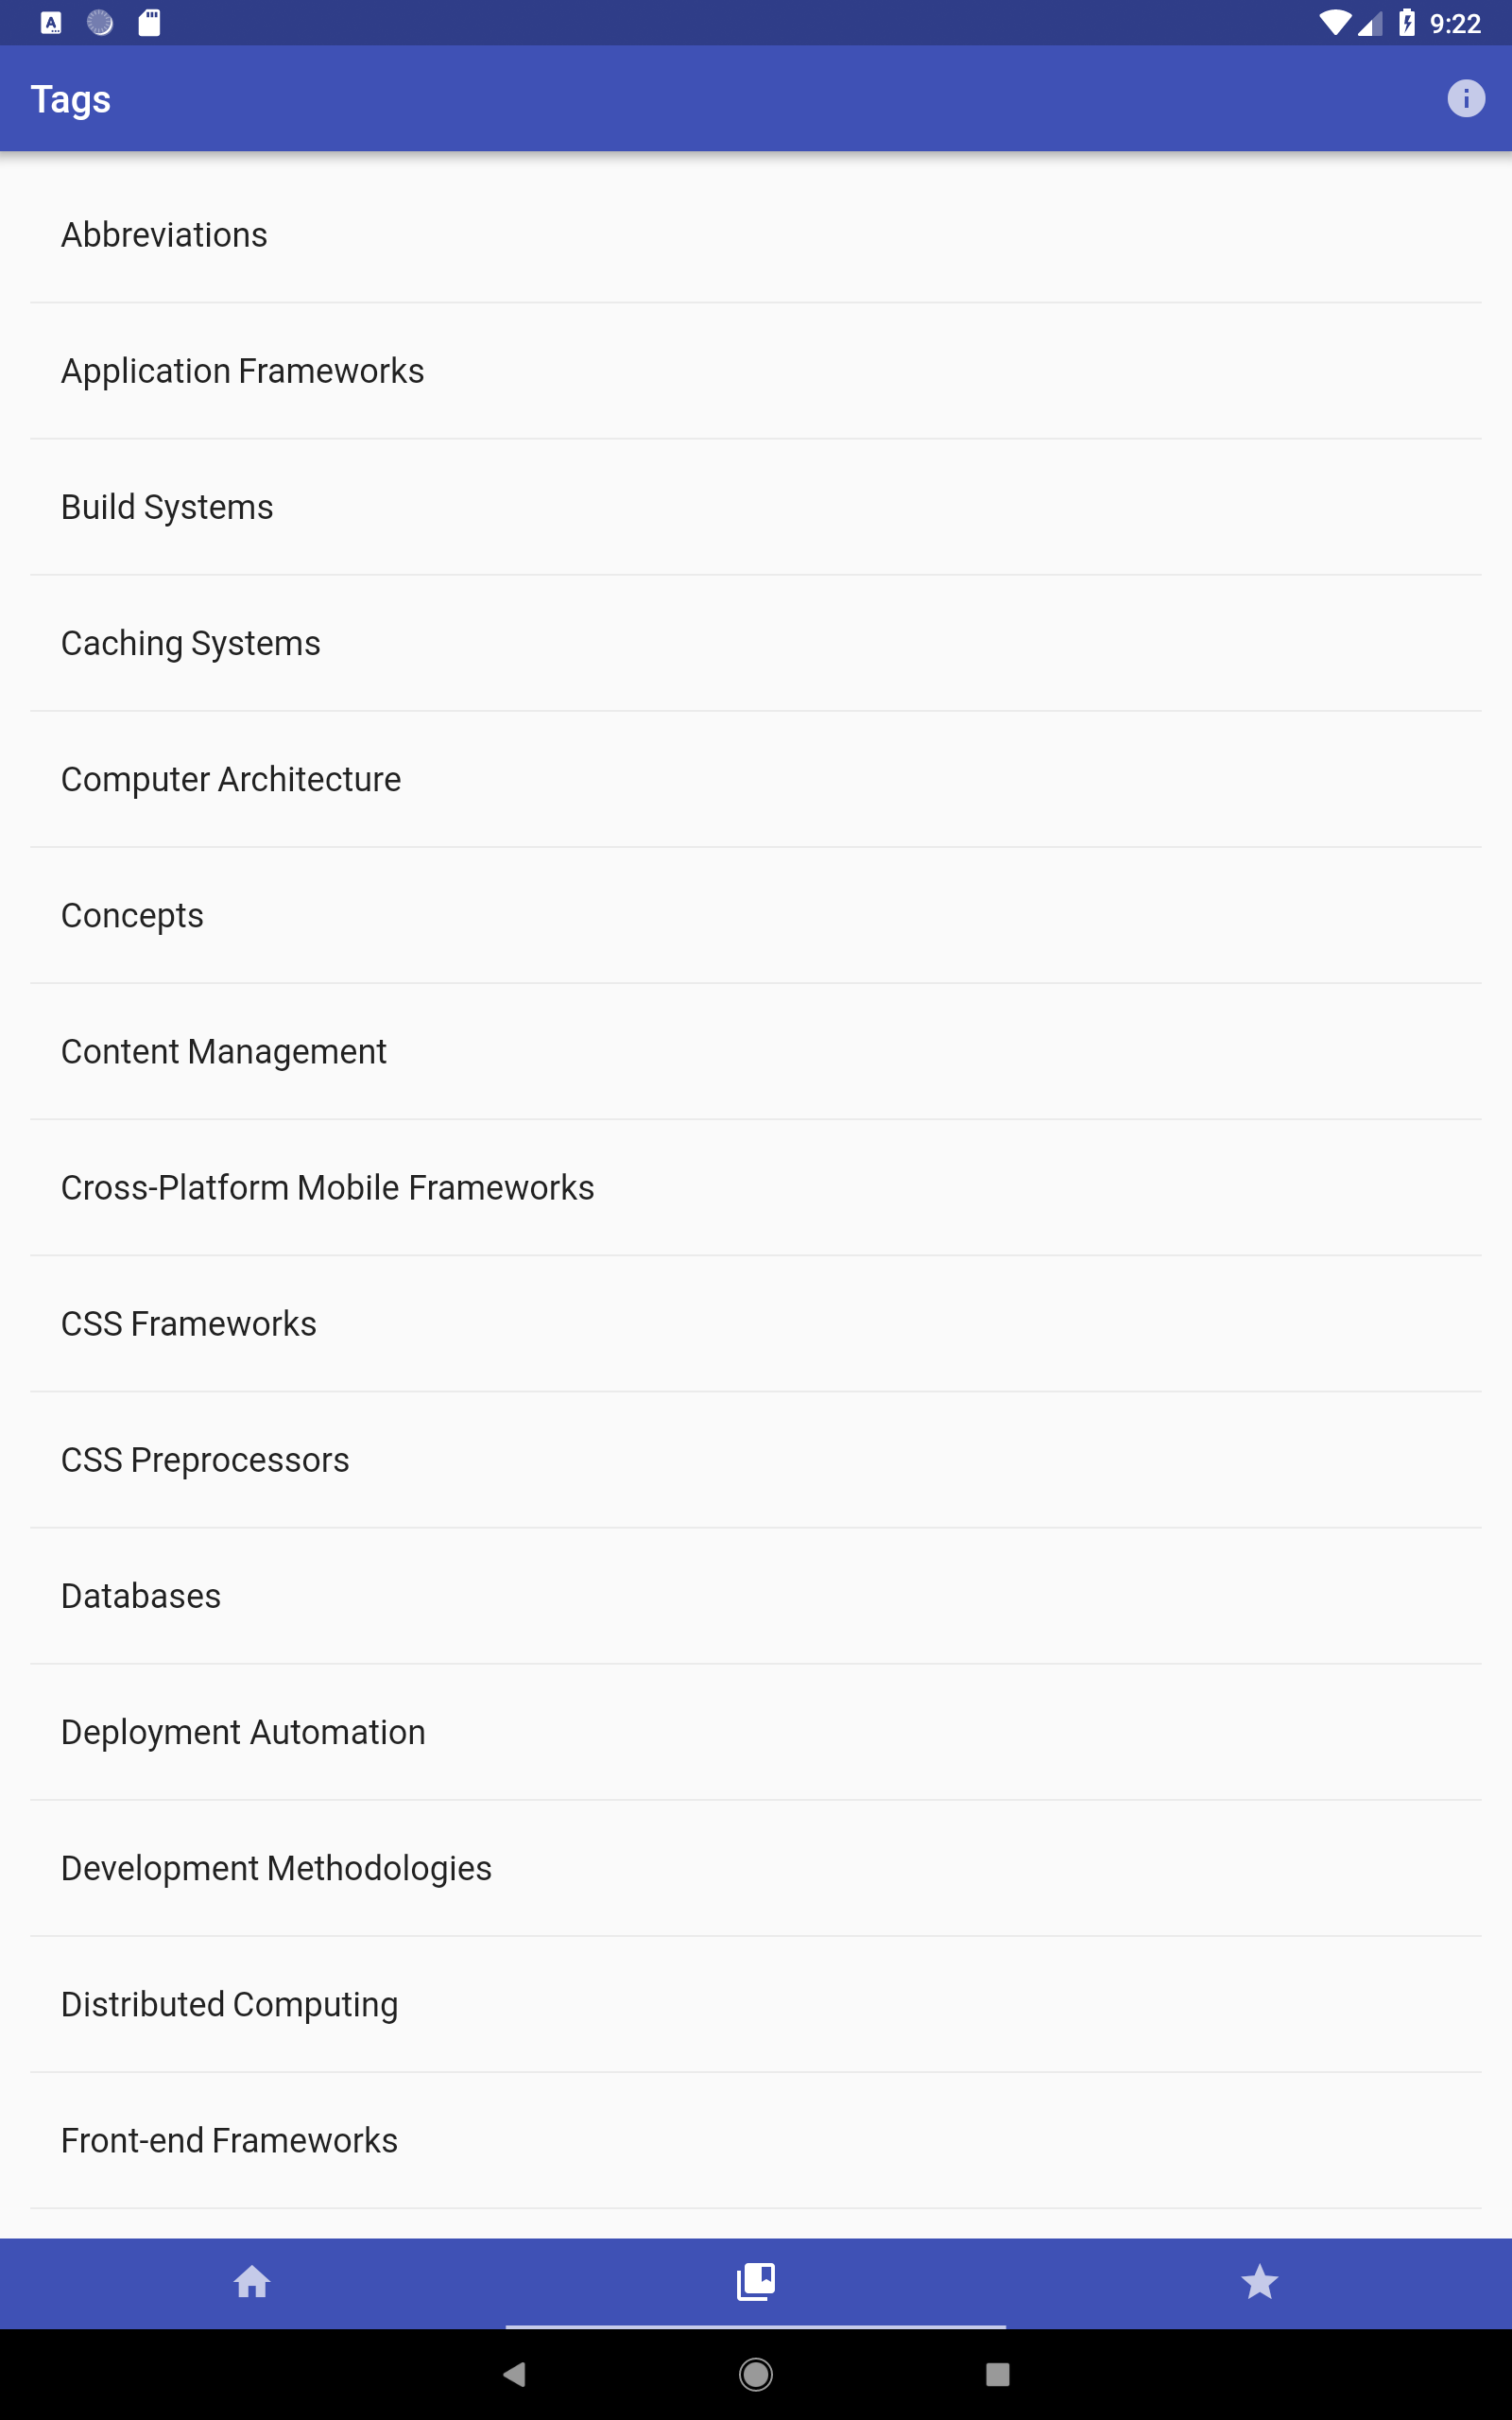 9:22
Tags
Abbreviations
Application Frameworks
Build Systems
Caching Systems
Computer Architecture
Concepts
Content Management
Cross-Platform Mobile Frameworks
CSS Frameworks
CSS Preprocessors
Databases
Deployment Automation
Development Methodologies
Distributed Computing
Front-end Frameworks